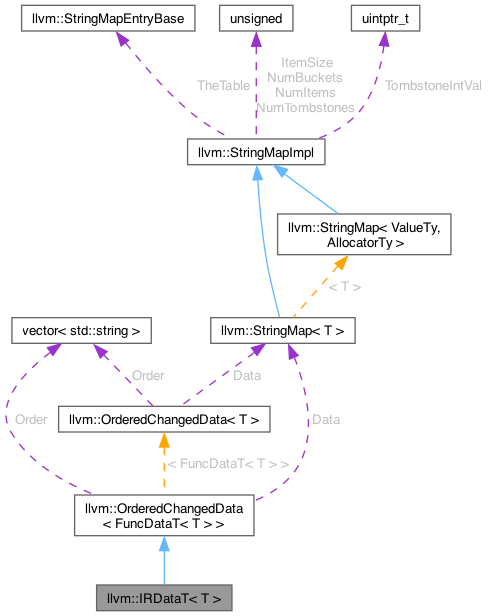 llvm::StringMapEntryBase
unsigned
uintptr_t
TheTable
ItemSize
NumBuckets
NumItems
NumTombstones
TombstoneIntVal
llvm::StringMapImpl
llvm::StringMap< ValueTy,
AllocatorTy >
< T >
vector< std::string >
llvm::StringMap< T >
Order
Order
Data
Data
llvm::OrderedChangedData< T >
< FuncDataT< T > >
llvm::OrderedChangedData
< FuncDataT< T > >
llvm::IRDataT< T >